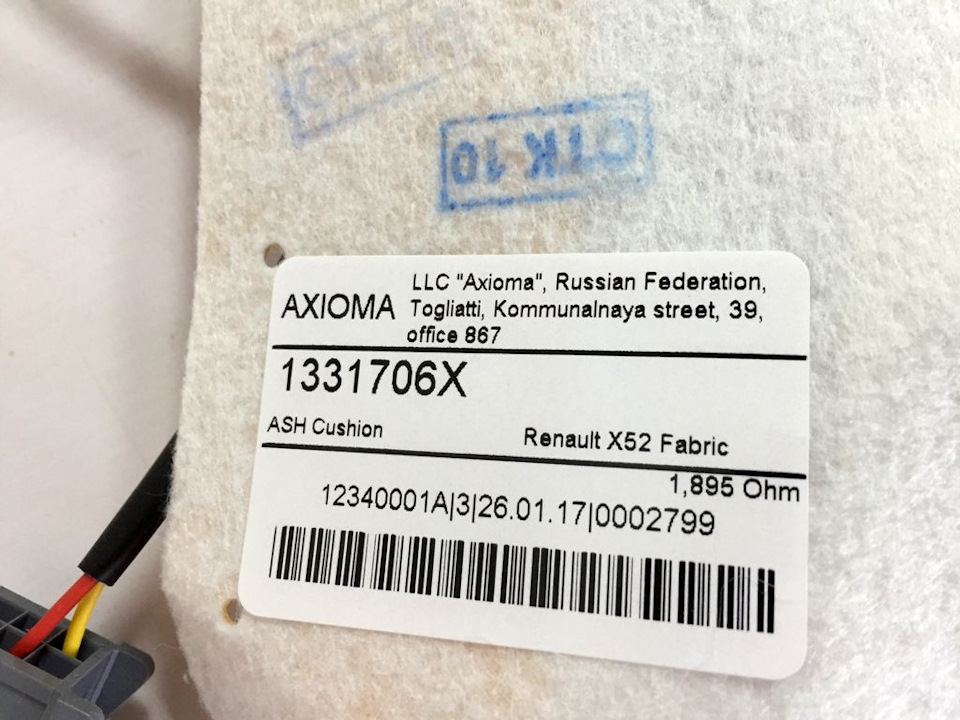 СТК-10
AXIOMA
LLC "Axioma", Russian Federation,
Togliatti, Kommunalnaya street, 39,
office 867
1331706X
ASH Cushion
Renault X52 Fabric
1,895 Ohm
12340001A|3|26.01.17|0002799